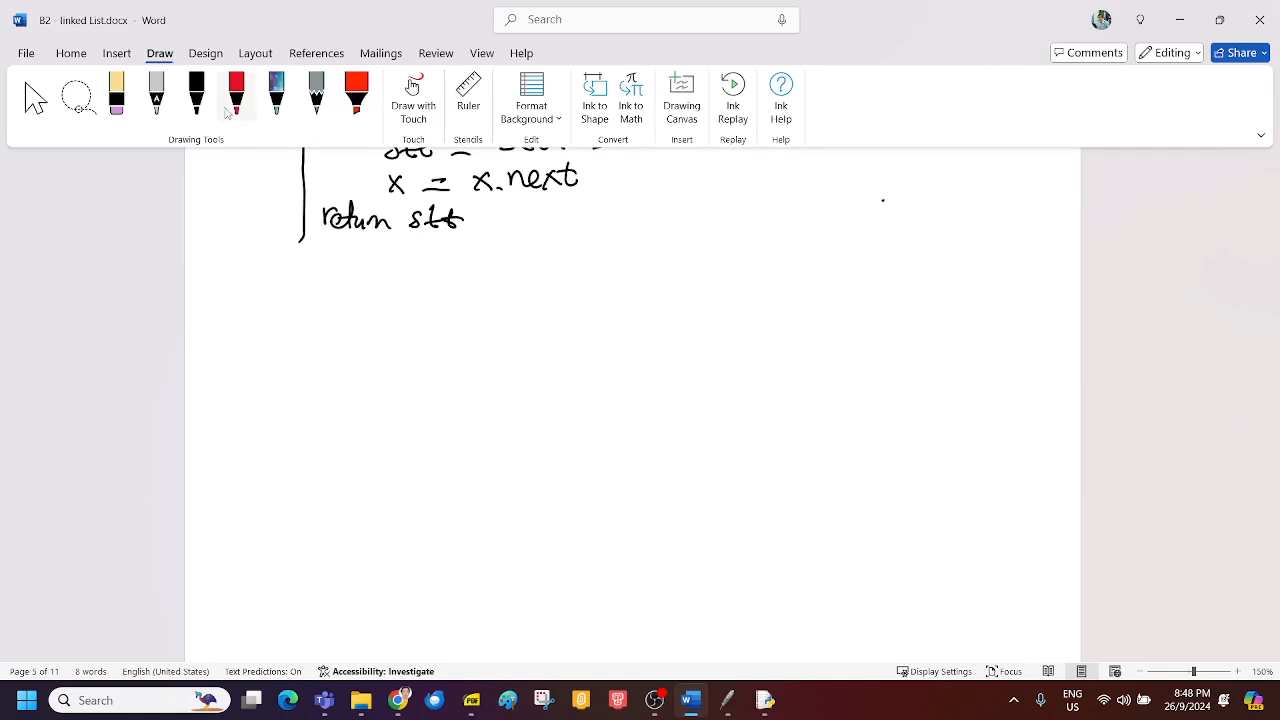 B2 - linked List.docx - Word
Search
File Home Insert Draw Design Layout References Mailings Review View Help
Comments Editing Share
Draw with Touch
Ruler
Format Background
Ink to Shape
Ink to Math
Drawing Canvas
Ink Replay
Ink Help
Drawing Tools Touch Stencils Edit Convert Insert Replay Help
x = x.next
return stt
Page 5 of 11 8 words English (United States) Text Predictions: On Accessibility: Investigate Display Settings Focus 150%
Search
ENG US
8:48 PM
26/9/2024